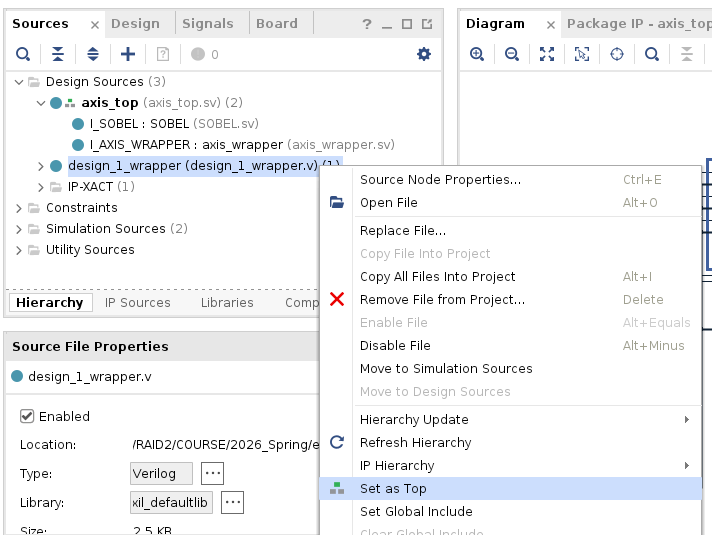 Sources
Design
Signals
Board
0
Design Sources (3)
axis_top (axis_top.sv) (2)
I_SOBEL : SOBEL (SOBEL.sv)
I_AXIS_WRAPPER : axis_wrapper (axis_wrapper.sv)
design_1_wrapper (design_1_wrapper.v) (1)
IP-XACT (1)
Constraints
Simulation Sources (2)
Utility Sources
Hierarchy
IP Sources
Libraries
Comp
Source File Properties
design_1_wrapper.v
Enabled
Location: /RAID2/COURSE/2026_Spring/e
Type: Verilog
Library: xil_defaultlib
Size: 2.5 KB
Diagram
Package IP - axis_top
Source Node Properties... Ctrl+E
Open File Alt+O
Replace File...
Copy File Into Project
Copy All Files Into Project Alt+I
Remove File from Project... Delete
Enable File Alt+Equals
Disable File Alt+Minus
Move to Simulation Sources
Move to Design Sources
Hierarchy Update
Refresh Hierarchy
IP Hierarchy
Set as Top
Set Global Include
Clear Global Include